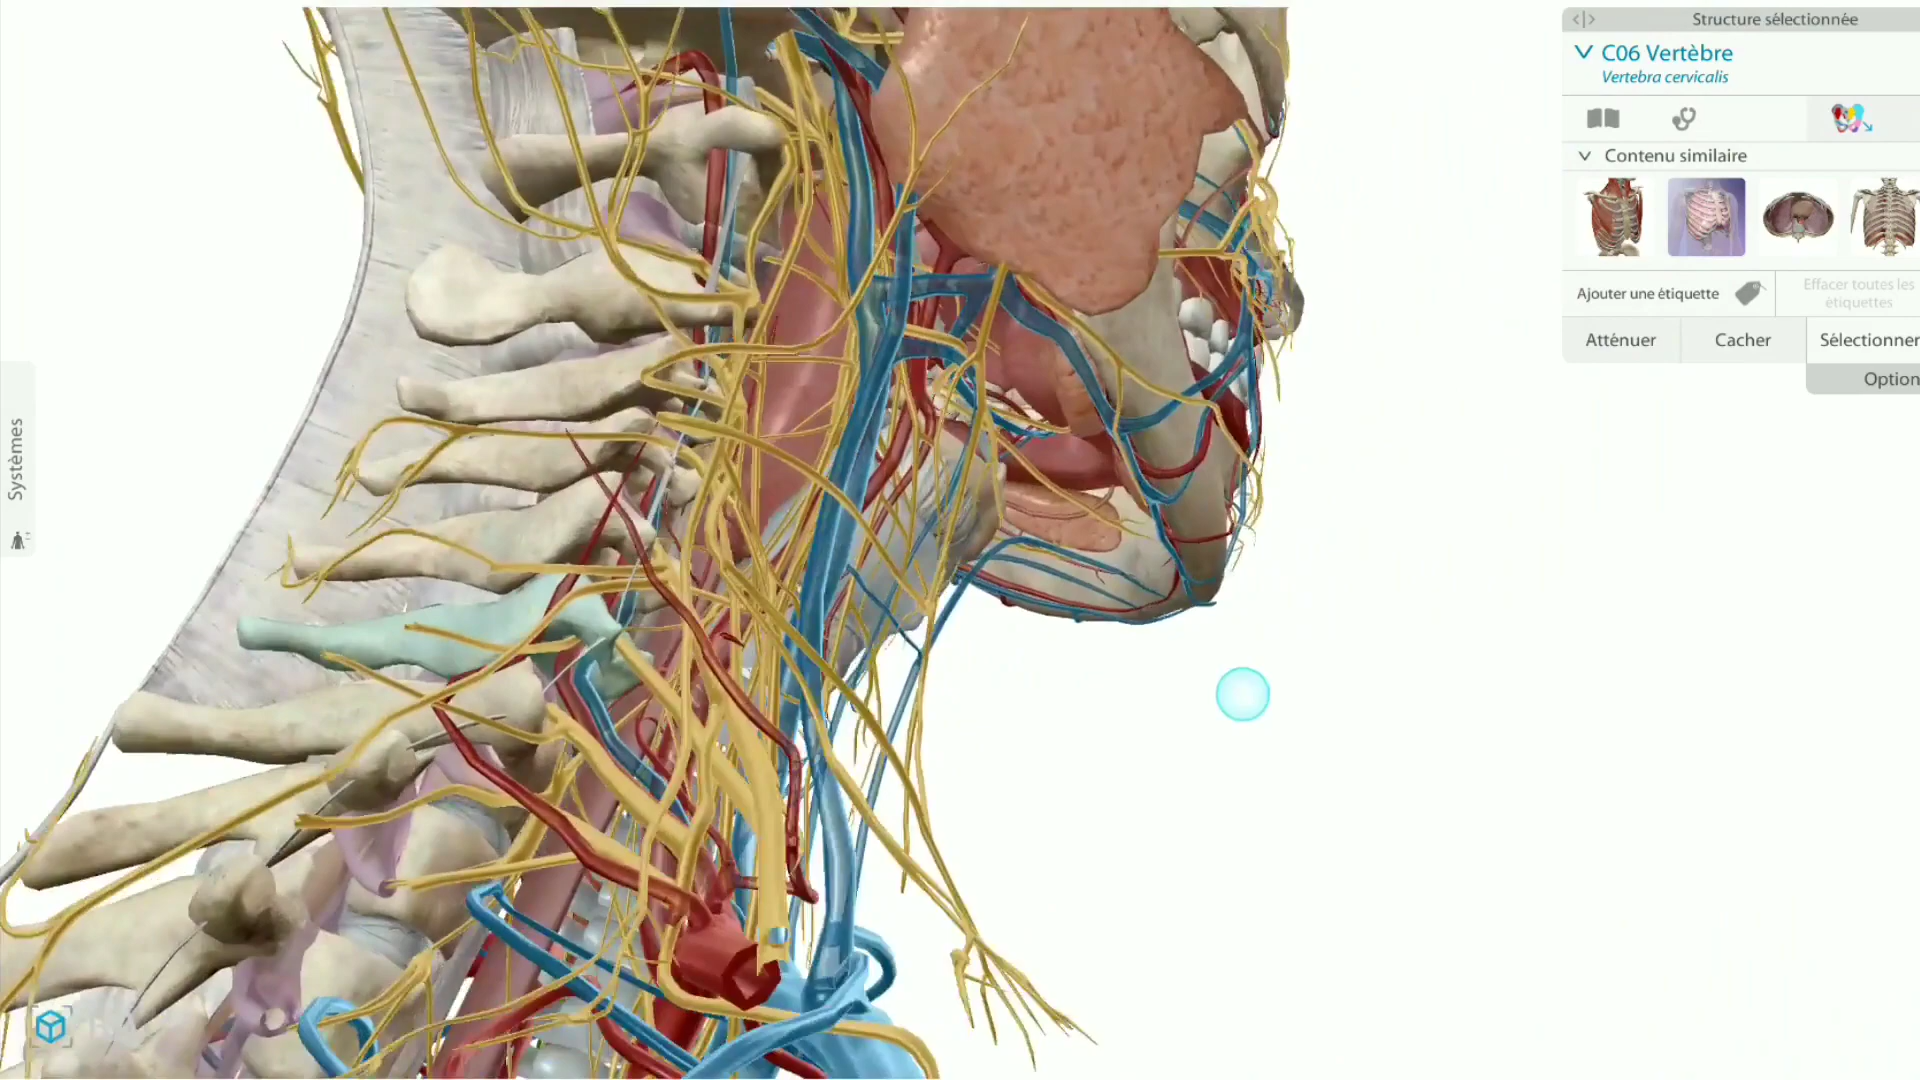 Structure sélectionnée
C06 Vertèbre
Vertebra cervicalis
Contenu similaire
Ajouter une étiquette
Effacer toutes les
étiquettes
Atténuer
Cacher
Sélectionner
Option
Systèmes